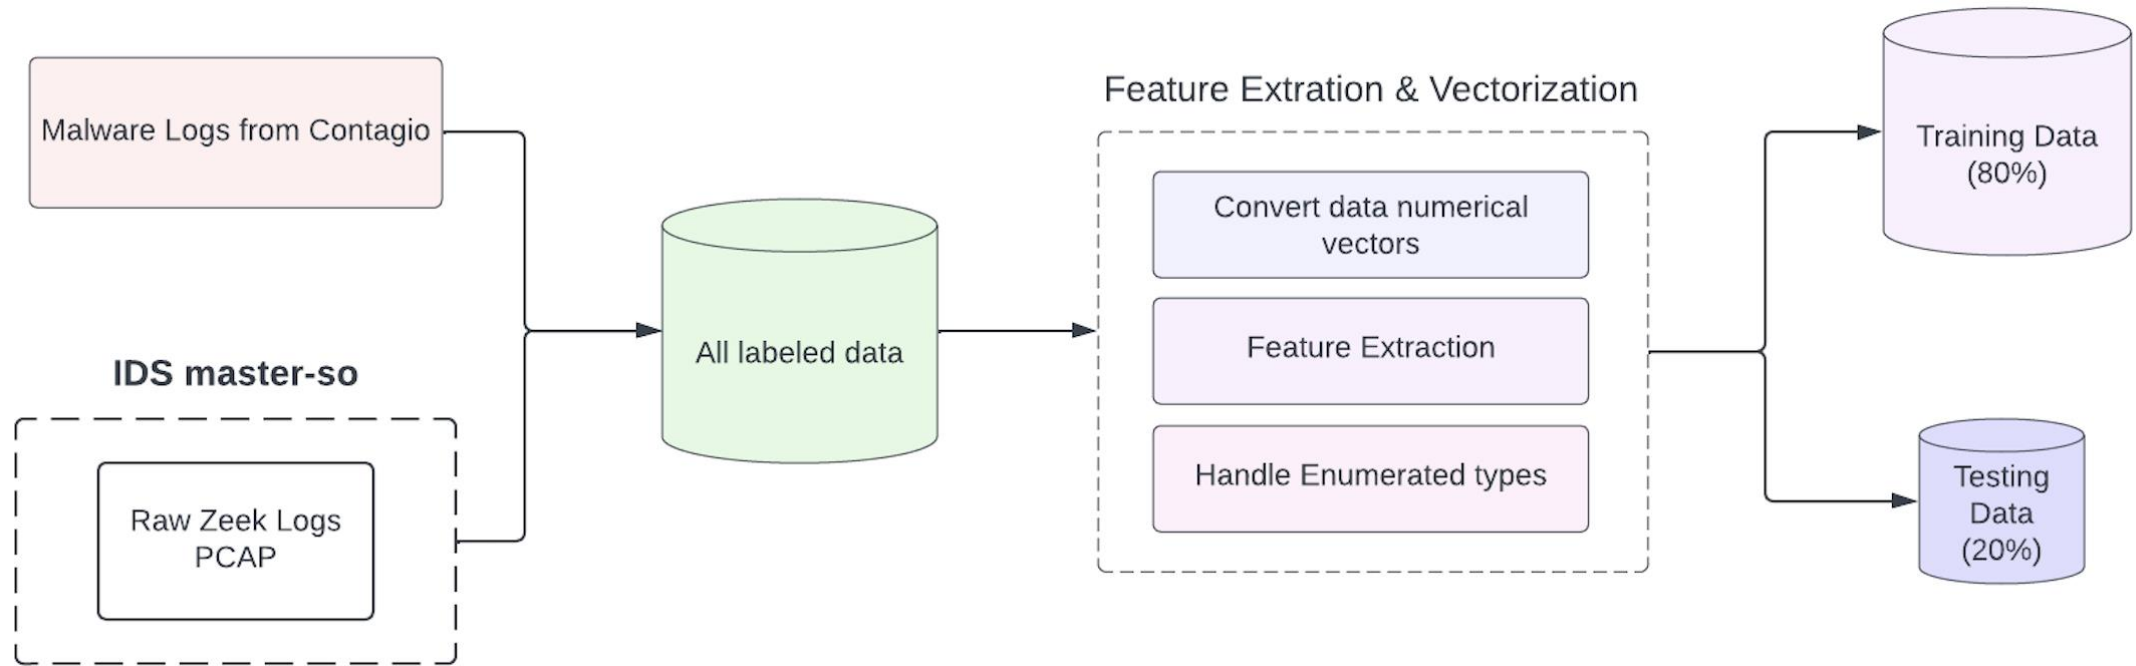 Malware Logs from Contagio
IDS master-so
Raw Zeek Logs
PCAP
All labeled data
Feature Extration & Vectorization
Convert data numerical
vectors
Feature Extraction
Handle Enumerated types
Training Data
(80%)
Testing
Data
(20%)